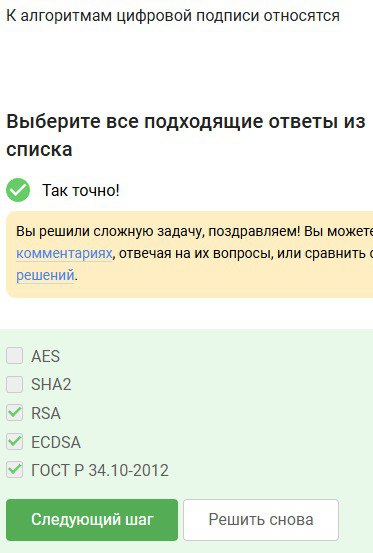 К алгоритмам цифровой подписи относятся
Выберите все подходящие ответы из
списка
Так точно!
Вы решили сложную задачу, поздравляем! Вы можете
комментариях, отвечая на их вопросы, или сравнить с
решений.
AES
SHA2
RSA
ECDSA
ГОСТ Р 34.10-2012
Следующий шаг
Решить снова